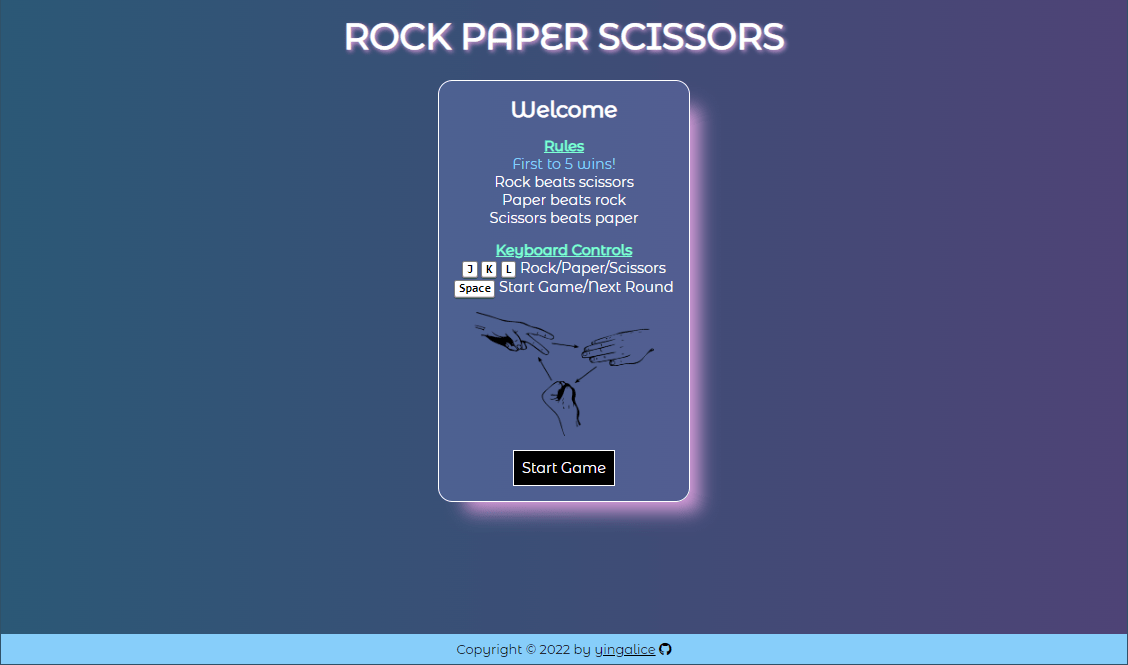 ROCK PAPER SCISSORS
Welcome
Rules
First to 5 wins!
Rock beats scissors
Paper beats rock
Scissors beats paper
Keyboard Controls
J K L Rock/Paper/Scissors
Space Start Game/Next Round
Start Game
Copyright © 2022 by yingalice